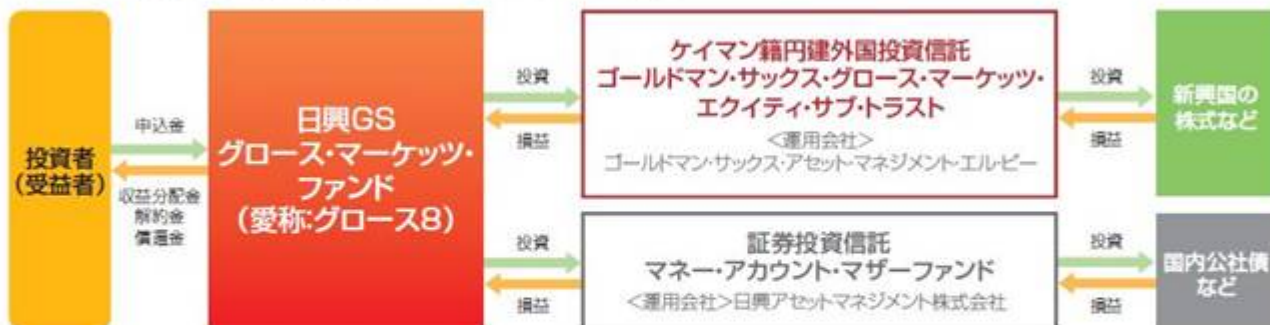 投資者
(受益者)
申込金
収益分配金
解約金
償還金
日興GS
グロース・マーケッツ・
ファンド
(愛称:グロース8)
投資
損益
ケイマン籍円建外国投資信託
ゴールドマン・サックス・グロース・マーケッツ・
エクイティ・サブ・トラスト
<運用会社>
ゴールドマン・サックス・アセット・マネジメント・エル・ピー
投資
損益
新興国の
株式など
投資
損益
証券投資信託
マネー・アカウント・マザーファンド
<運用会社>日興アセットマネジメント株式会社
投資
損益
国内公社債
など